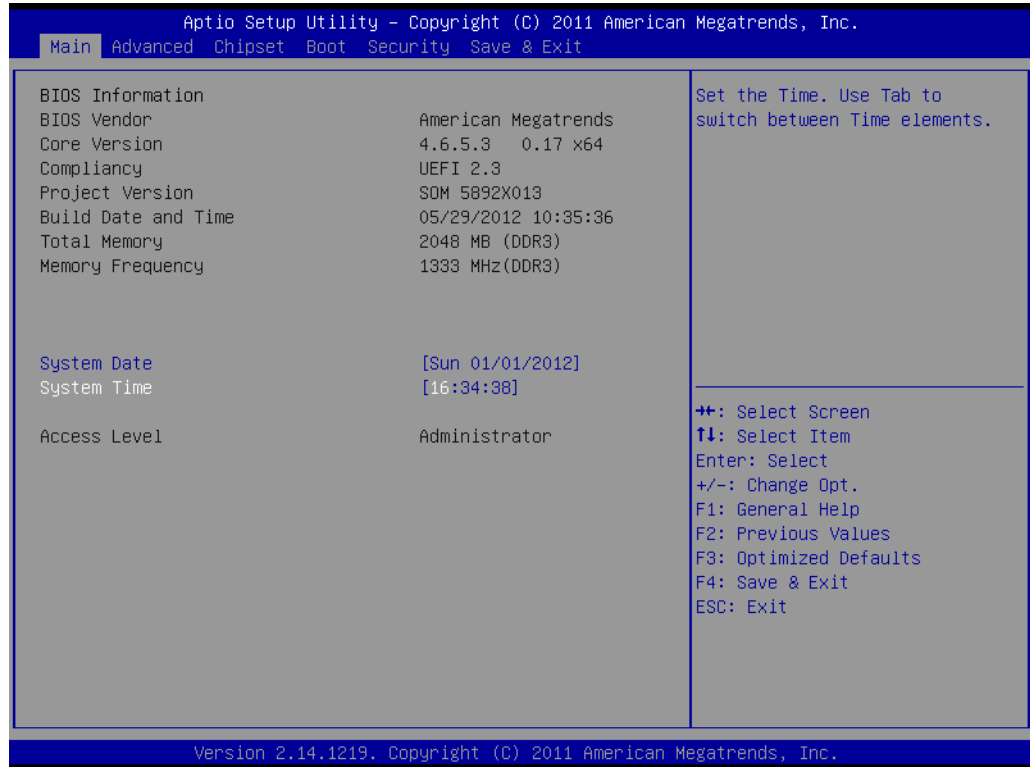 Aptio Setup Utility – Copyright (C) 2011 American Megatrends, Inc.
Main Advanced Chipset Boot Security Save & Exit
BIOS Information
BIOS Vendor American Megatrends
Core Version 4.6.5.3 0.17 x64
Compliancy UEFI 2.3
Project Version SOM 5892X013
Build Date and Time 05/29/2012 10:35:36
Total Memory 2048 MB (DDR3)
Memory Frequency 1333 MHz(DDR3)
System Date [Sun 01/01/2012]
System Time [16:34:38]
Access Level Administrator
Set the Time. Use Tab to
switch between Time elements.
→←: Select Screen
↑↓: Select Item
Enter: Select
+/-: Change Opt.
F1: General Help
F2: Previous Values
F3: Optimized Defaults
F4: Save & Exit
ESC: Exit
Version 2.14.1219. Copyright (C) 2011 American Megatrends, Inc.